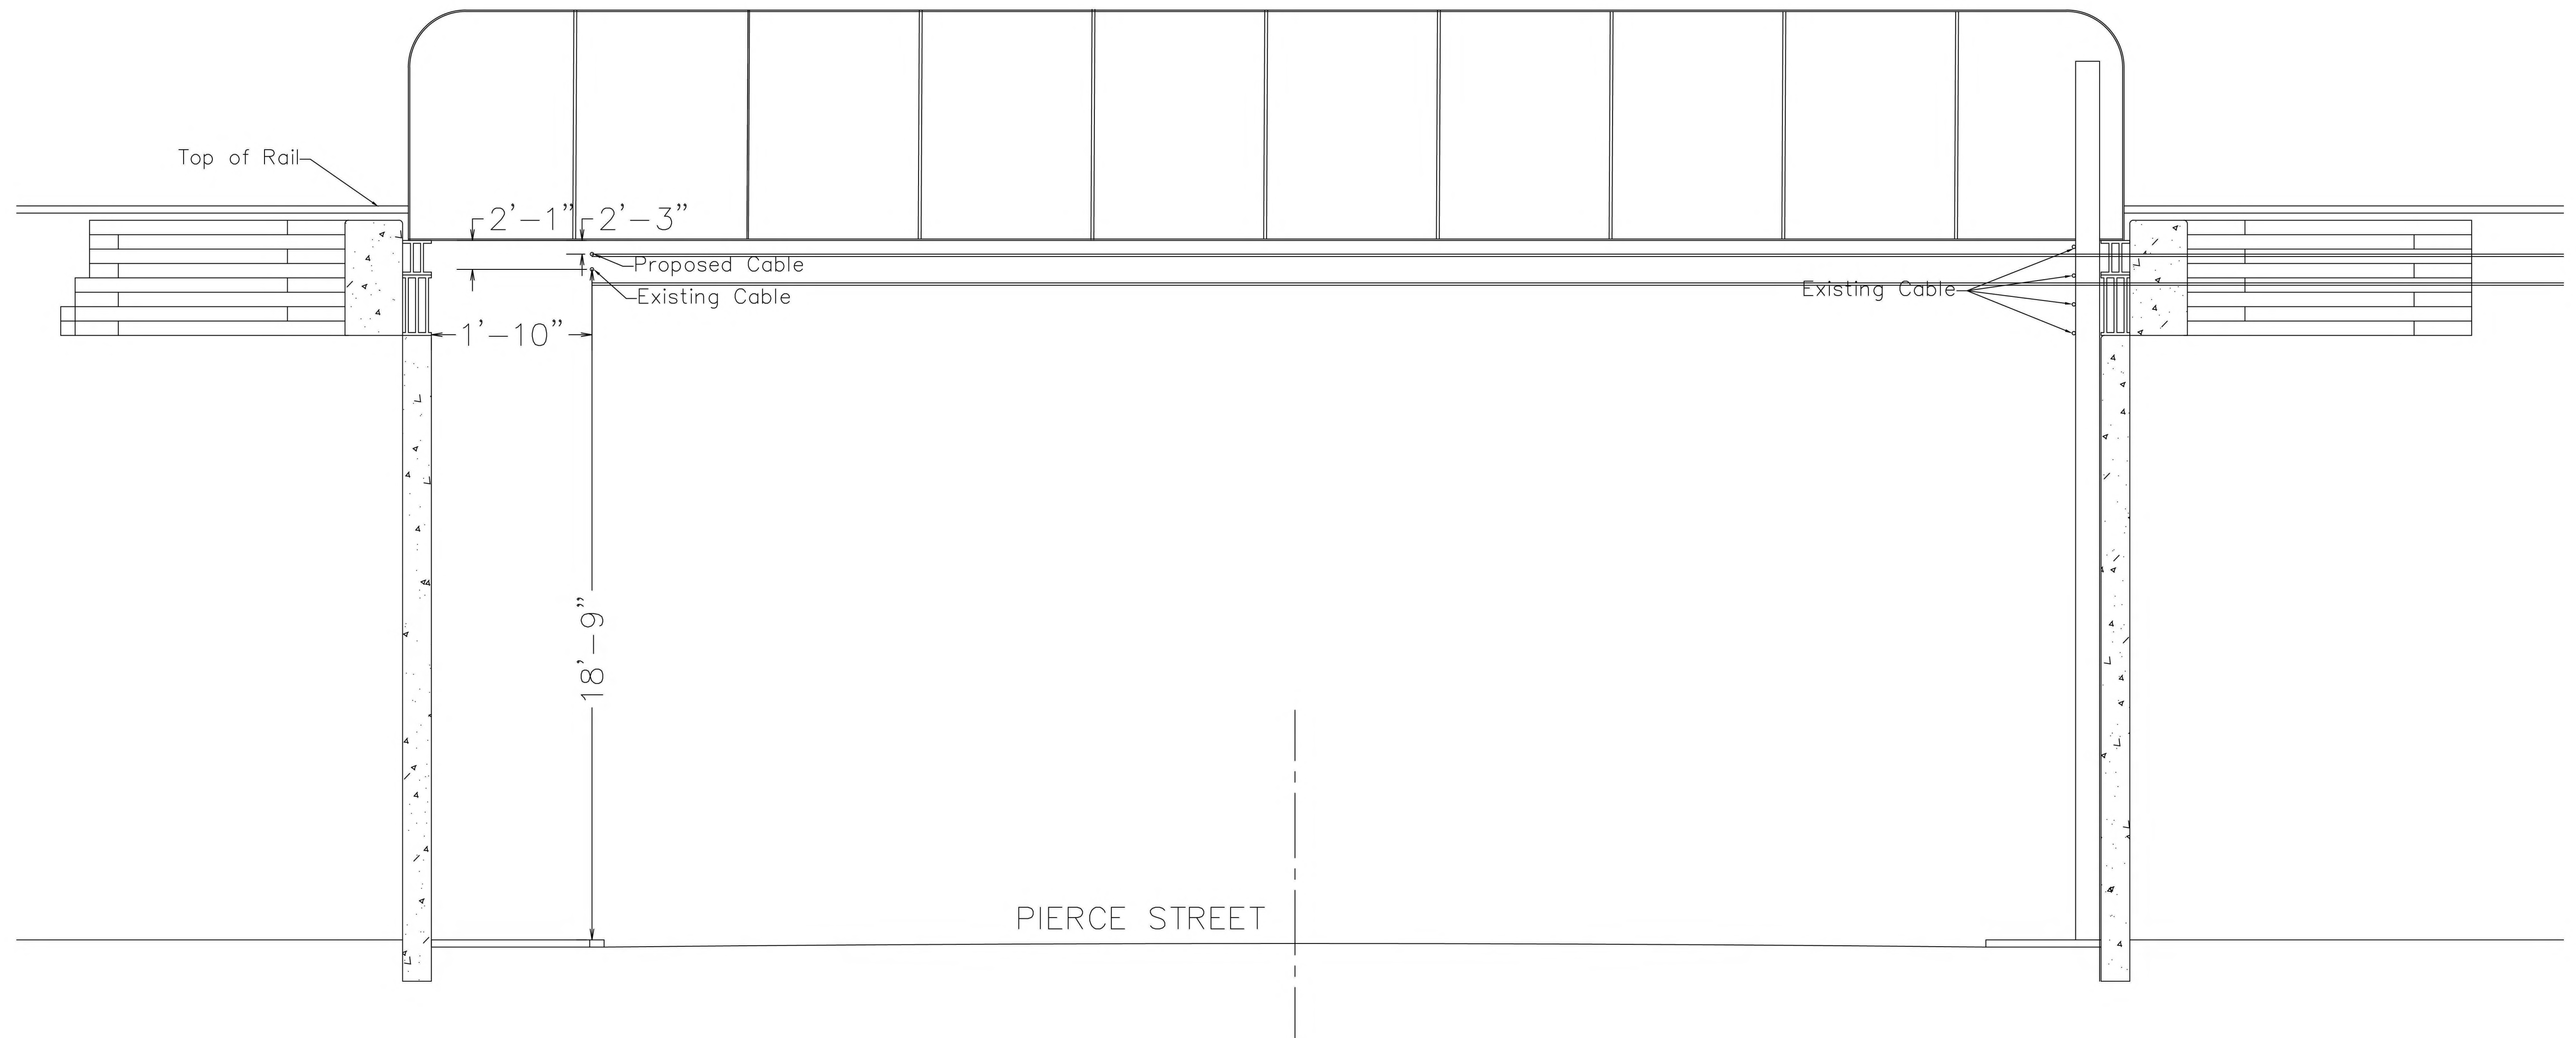 Top of Rail
2'-1" 2'-3"
Proposed Cable
Existing Cable
Existing Cable
1'-10"
18'-9"
PIERCE STREET